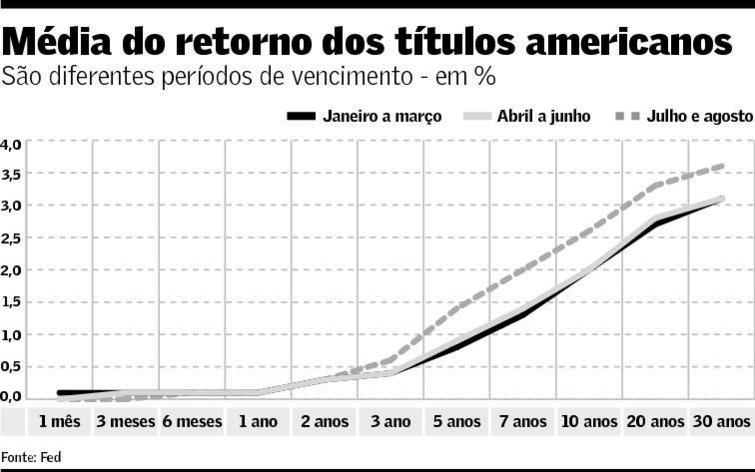 Média do retorno dos títulos americanos
São diferentes períodos de vencimento - em %
Janeiro a março Abril a junho Julho e agosto
4,0
3,5
3,0
2,5
2,0
1,5
1,0
0,5
0,0
1 mês 3 meses 6 meses 1 ano 2 anos 3 ano 5 anos 7 anos 10 anos 20 anos 30 anos
Fonte: Fed